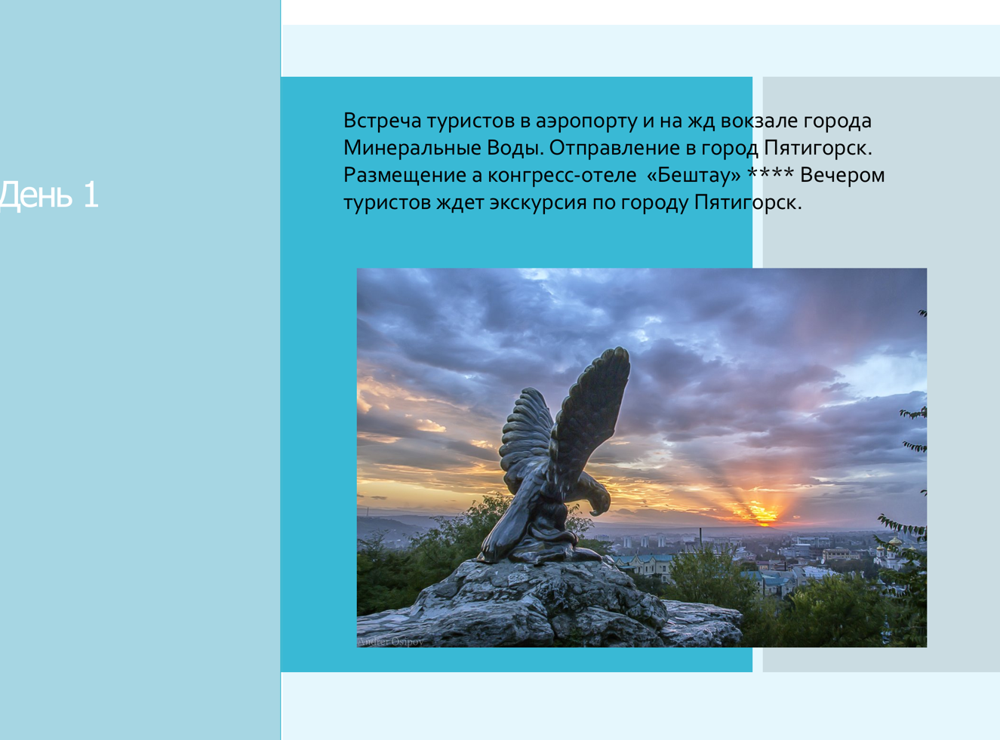 День 1
Встреча туристов в аэропорту и на жд вокзале города
Минеральные Воды. Отправление в город Пятигорск.
Размещение а конгресс-отеле «Бештау» **** Вечером
туристов ждет экскурсия по городу Пятигорск.
Andrei Osipov